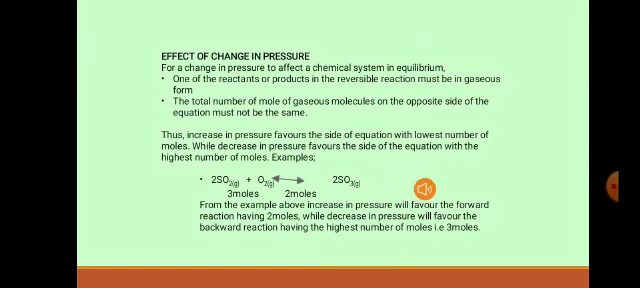 EFFECT OF CHANGE IN PRESSURE
For a change in pressure to affect a chemical system in equilibrium,
• One of the reactants or products in the reversible reaction must be in gaseous
form
• The total number of mole of gaseous molecules on the opposite side of the
equation must not be the same.
Thus, increase in pressure favours the side of equation with lowest number of
moles. While decrease in pressure favours the side of the equation with the
highest number of moles. Examples;
• 2SO2(g) + O2(g) 2SO3(g)
3moles 2moles
From the example above increase in pressure will favour the forward
reaction having 2moles, while decrease in pressure will favour the
backward reaction having the highest number of moles i.e 3moles.